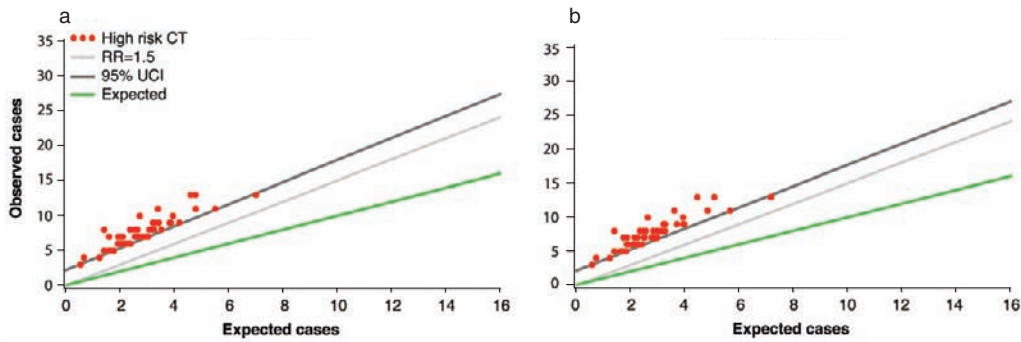 a
High risk CT
RR=1.5
95% UCI
Expected
35
30
25
20
15
10
5
0
Observed cases
0 2 4 6 8 10 12 14 16
Expected cases
b
35
30
25
20
15
10
5
0
0 2 4 6 8 10 12 14 16
Expected cases